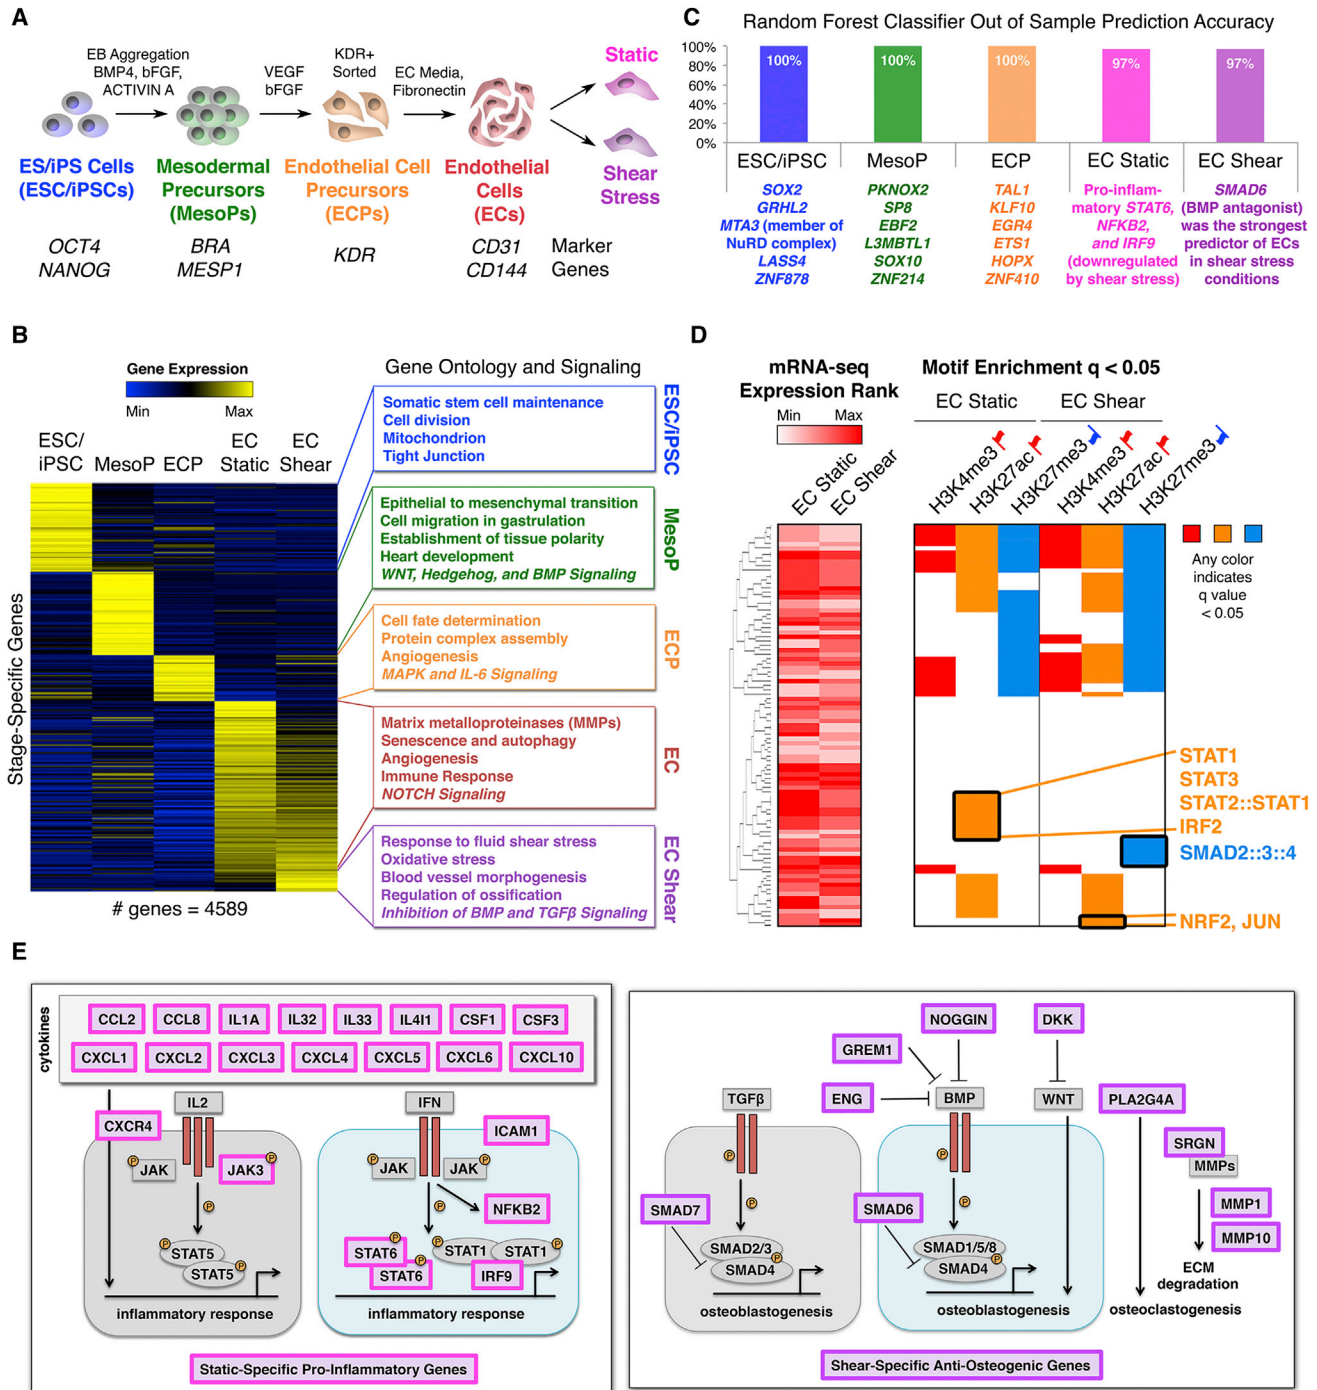 A
EB Aggregation
BMP4, bFGF,
ACTIVIN A
VEGF
bFGF
KDR+
Sorted
EC Media,
Fibronectin
Static
Shear
Stress
ES/iPS Cells
(ESC/iPSCs)
Mesodermal
Precursors
(MesoPs)
Endothelial Cell
Precursors
(ECPs)
Endothelial
Cells
(ECs)
OCT4
NANOG
BRA
MESP1
KDR
CD31
CD144
Marker
Genes
C
Random Forest Classifier Out of Sample Prediction Accuracy
100%
80%
60%
40%
20%
0%
100%
100%
100%
97%
97%
ESC/iPSC
MesoP
ECP
EC Static
EC Shear
SOX2
GRHL2
MTA3 (member of
NuRD complex)
LASS4
ZNF878
PKNOX2
SP8
EBF2
L3MBTL1
SOX10
ZNF214
TAL1
KLF10
EGR4
ETS1
HOPX
ZNF410
Pro-inflam-
matory STAT6,
NFKB2,
and IRF9
(downregulated
by shear stress)
SMAD6
(BMP antagonist)
was the strongest
predictor of ECs
in shear stress
conditions
B
Gene Expression
Min Max
ESC/
iPSC
MesoP
ECP
EC
Static
EC
Shear
Stage-Specific Genes
# genes = 4589
Gene Ontology and Signaling
Somatic stem cell maintenance
Cell division
Mitochondrion
Tight Junction
ESC/iPSC
Epithelial to mesenchymal transition
Cell migration in gastrulation
Establishment of tissue polarity
Heart development
WNT, Hedgehog, and BMP Signaling
MesoP
Cell fate determination
Protein complex assembly
Angiogenesis
MAPK and IL-6 Signaling
ECP
Matrix metalloproteinases (MMPs)
Senescence and autophagy
Angiogenesis
Immune Response
NOTCH Signaling
EC
Response to fluid shear stress
Oxidative stress
Blood vessel morphogenesis
Regulation of ossification
Inhibition of BMP and TGFβ Signaling
EC Shear
D
mRNA-seq
Expression Rank
Min Max
EC Static
EC Shear
Motif Enrichment q < 0.05
EC Static
EC Shear
H3K4me3
H3K27ac
H3K27me3
H3K4me3
H3K27ac
H3K27me3
Any color
indicates
q value
< 0.05
STAT1
STAT3
STAT2::STAT1
IRF2
SMAD2::3::4
NRF2, JUN
E
cytokines
CCL2 CCL8 IL1A IL32 IL33 IL4I1 CSF1 CSF3
CXCL1 CXCL2 CXCL3 CXCL4 CXCL5 CXCL6 CXCL10
IL2
CXCR4
JAK
P
JAK3
P
P
STAT5
STAT5
P
inflammatory response
IFN
ICAM1
P
JAK
JAK
P
P
NFKB2
STAT6
P
STAT6
P
P
STAT1
STAT1
P
IRF9
inflammatory response
Static-Specific Pro-Inflammatory Genes
NOGGIN
DKK
GREM1
ENG
TGFβ
BMP
WNT
PLA2G4A
P
P
SRGN
MMPs
SMAD7
P
SMAD6
P
MMP1
MMP10
SMAD2/3
SMAD4
P
SMAD1/5/8
SMAD4
P
osteoblastogenesis
osteoblastogenesis
ECM
degradation
osteoclastogenesis
Shear-Specific Anti-Osteogenic Genes